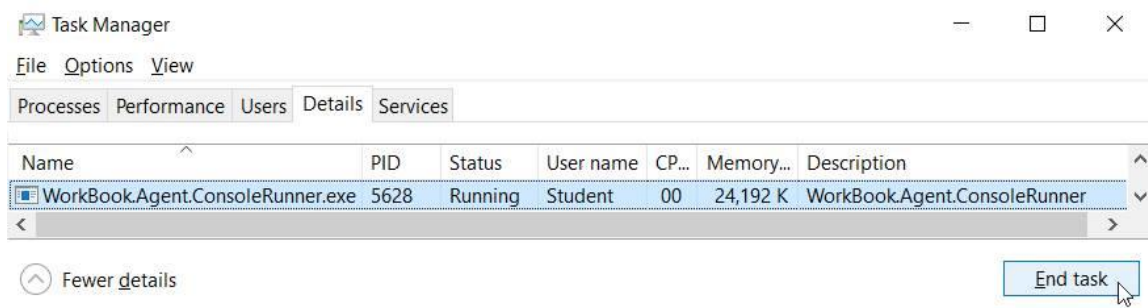 Task Manager
File Options View
Processes Performance Users Details Services
Name PID Status User name CP... Memory... Description
WorkBook.Agent.ConsoleRunner.exe 5628 Running Student 00 24,192 K WorkBook.Agent.ConsoleRunner
Fewer details End task